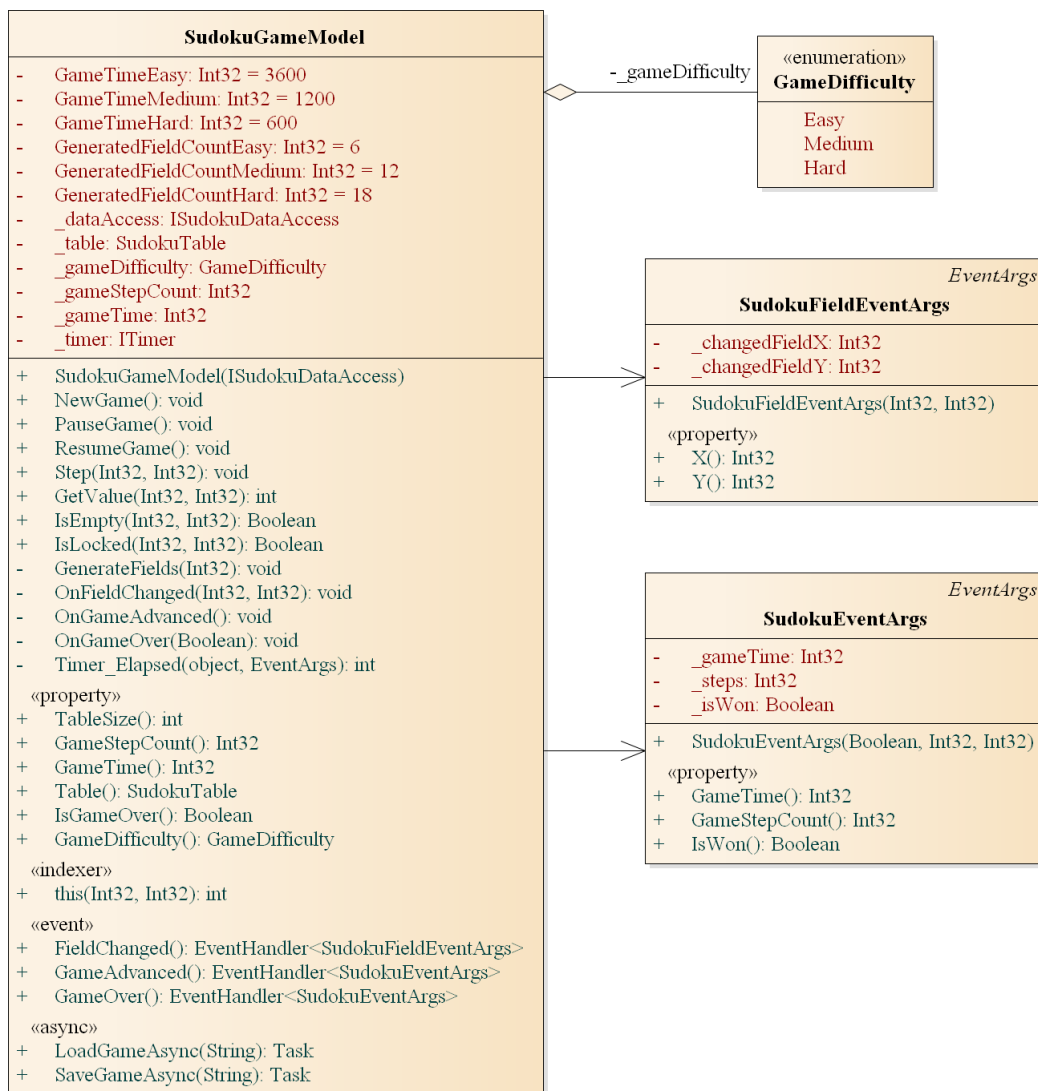 SudokuGameModel
- GameTimeEasy: Int32 = 3600
- GameTimeMedium: Int32 = 1200
- GameTimeHard: Int32 = 600
- GeneratedFieldCountEasy: Int32 = 6
- GeneratedFieldCountMedium: Int32 = 12
- GeneratedFieldCountHard: Int32 = 18
- _dataAccess: ISudokuDataAccess
- _table: SudokuTable
- _gameDifficulty: GameDifficulty
- _gameStepCount: Int32
- _gameTime: Int32
- _timer: ITimer
+ SudokuGameModel(ISudokuDataAccess)
+ NewGame(): void
+ PauseGame(): void
+ ResumeGame(): void
+ Step(Int32, Int32): void
+ GetValue(Int32, Int32): int
+ IsEmpty(Int32, Int32): Boolean
+ IsLocked(Int32, Int32): Boolean
- GenerateFields(Int32): void
- OnFieldChanged(Int32, Int32): void
- OnGameAdvanced(): void
- OnGameOver(Boolean): void
- Timer_Elapsed(object, EventArgs): int
«property»
+ TableSize(): int
+ GameStepCount(): Int32
+ GameTime(): Int32
+ Table(): SudokuTable
+ IsGameOver(): Boolean
+ GameDifficulty(): GameDifficulty
«indexer»
+ this(Int32, Int32): int
«event»
+ FieldChanged(): EventHandler<SudokuFieldEventArgs>
+ GameAdvanced(): EventHandler<SudokuEventArgs>
+ GameOver(): EventHandler<SudokuEventArgs>
«async»
+ LoadGameAsync(String): Task
+ SaveGameAsync(String): Task
-_gameDifficulty
«enumeration»
GameDifficulty
Easy
Medium
Hard
EventArgs
SudokuFieldEventArgs
- _changedFieldX: Int32
- _changedFieldY: Int32
+ SudokuFieldEventArgs(Int32, Int32)
«property»
+ X(): Int32
+ Y(): Int32
EventArgs
SudokuEventArgs
- _gameTime: Int32
- _steps: Int32
- _isWon: Boolean
+ SudokuEventArgs(Boolean, Int32, Int32)
«property»
+ GameTime(): Int32
+ GameStepCount(): Int32
+ IsWon(): Boolean